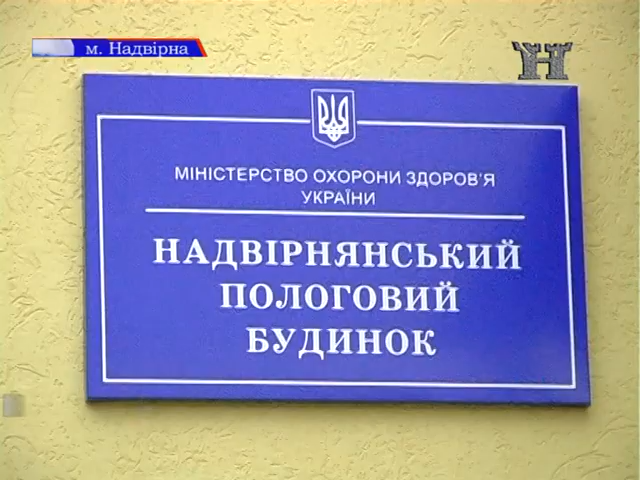 м. Надвірна
Н
МІНІСТЕРСТВО ОХОРОНИ ЗДОРОВ'Я
УКРАЇНИ
НАДВІРНЯНСЬКИЙ
ПОЛОГОВИЙ
БУДИНОК